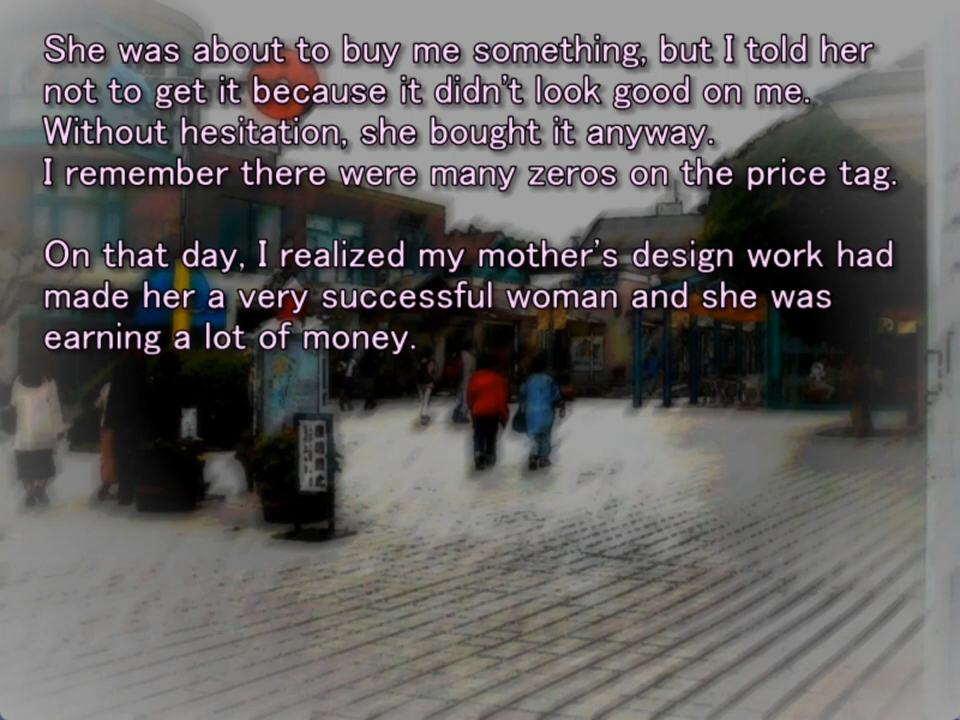 She was about to buy me something, but I told her
not to get it because it didn't look good on me.
Without hesitation, she bought it anyway.
I remember there were many zeros on the price tag.
On that day, I realized my mother's design work had
made her a very successful woman and she was
earning a lot of money.